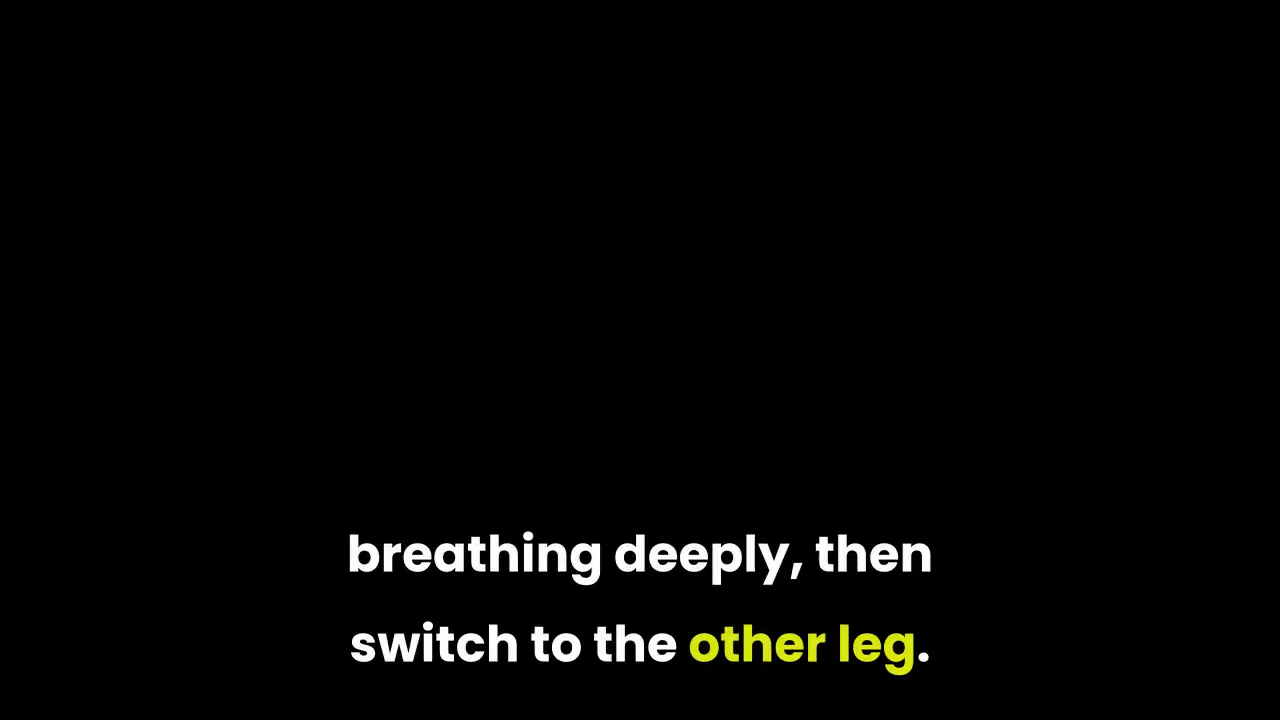 breathing deeply, then
switch to the other leg.